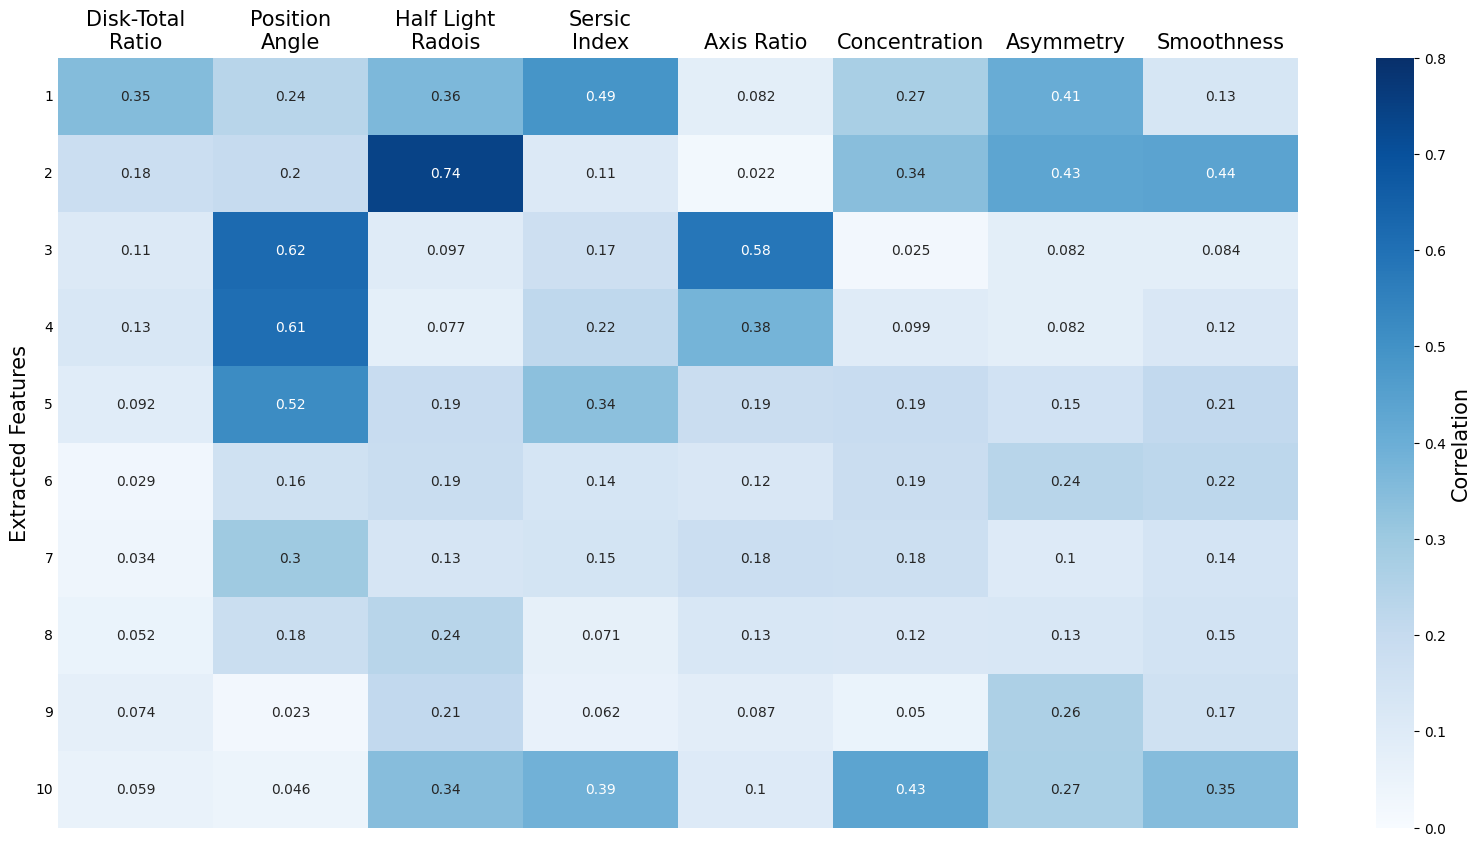 Disk-Total
Ratio
Position
Angle
Half Light
Radois
Sersic
Index
Axis Ratio
Concentration
Asymmetry
Smoothness
Extracted Features
1 0.35 0.24 0.36 0.49 0.082 0.27 0.41 0.13
2 0.18 0.2 0.74 0.11 0.022 0.34 0.43 0.44
3 0.11 0.62 0.097 0.17 0.58 0.025 0.082 0.084
4 0.13 0.61 0.077 0.22 0.38 0.099 0.082 0.12
5 0.092 0.52 0.19 0.34 0.19 0.19 0.15 0.21
6 0.029 0.16 0.19 0.14 0.12 0.19 0.24 0.22
7 0.034 0.3 0.13 0.15 0.18 0.18 0.1 0.14
8 0.052 0.18 0.24 0.071 0.13 0.12 0.13 0.15
9 0.074 0.023 0.21 0.062 0.087 0.05 0.26 0.17
10 0.059 0.046 0.34 0.39 0.1 0.43 0.27 0.35
0.8
0.7
0.6
0.5
0.4
0.3
0.2
0.1
0.0
Correlation